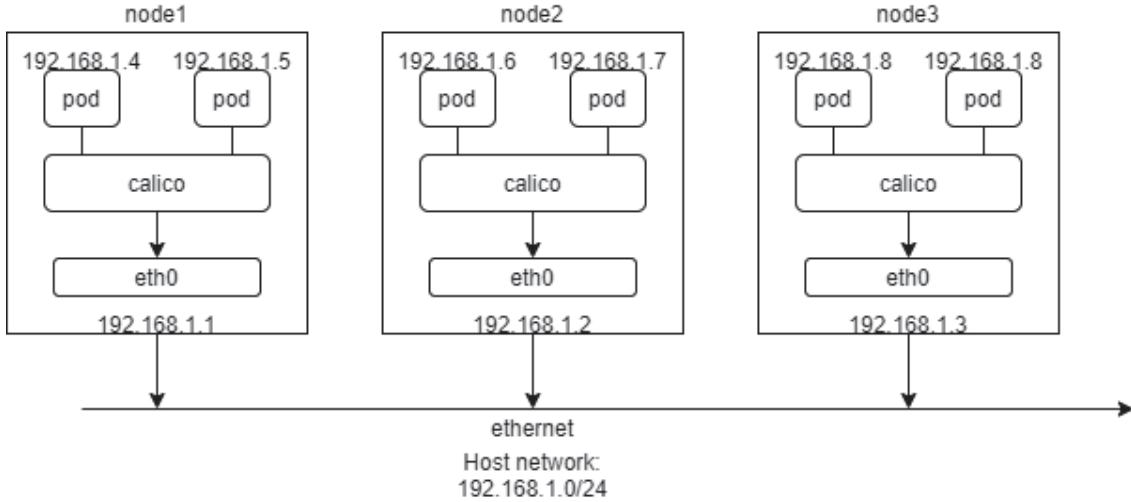 node1
node2
node3
192.168.1.4
192.168.1.5
192.168.1.6
192.168.1.7
192.168.1.8
192.168.1.8
pod
pod
pod
pod
pod
pod
calico
calico
calico
eth0
eth0
eth0
192.168.1.1
192.168.1.2
192.168.1.3
ethernet
Host network:
192.168.1.0/24